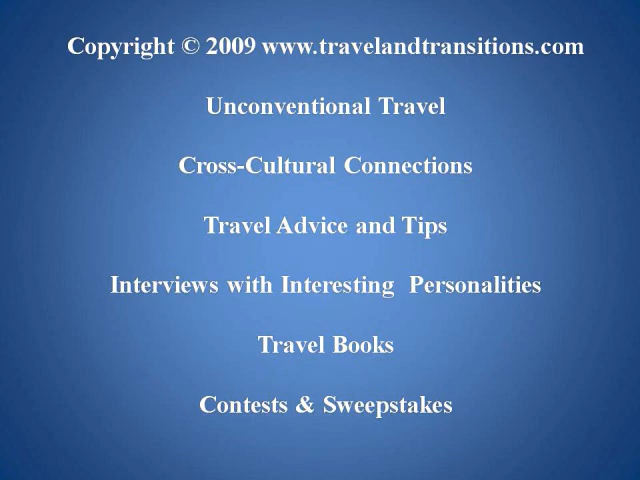 Copyright © 2009 www.travelandtransitions.com
Unconventional Travel
Cross-Cultural Connections
Travel Advice and Tips
Interviews with Interesting Personalities
Travel Books
Contests & Sweepstakes